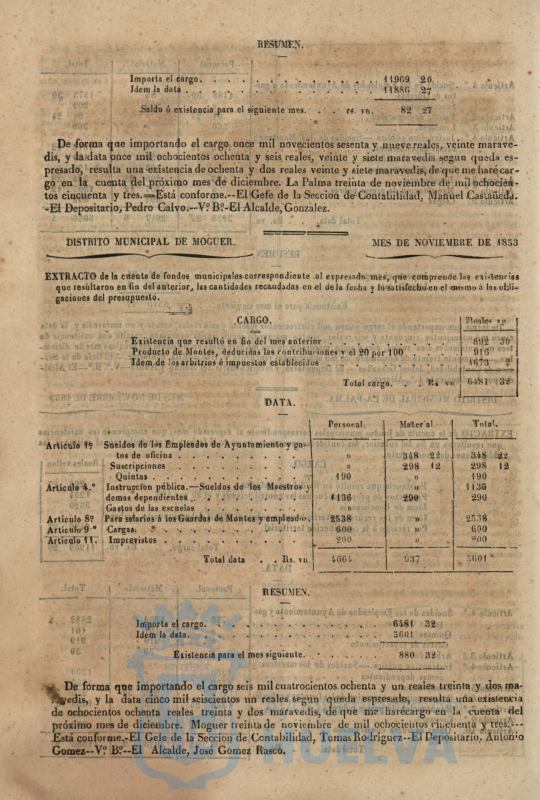 RESUMEN.
Importa el cargo. 11969 20
Idem la data 11886 27
Saldo ó existencia para el siguiente mes. rs. vn. 82 27
De forma que importando el cargo once mil novecientos sesenta y nueve reales, veinte marave-
dis, y la data once mil ochocientos ochenta y seis reales, veinte y siete maravedis segun queda es-
presado, resulta una existencia de ochenta y dos reales veinte y siete maravedis, de que me haré car-
gó en la cuenta del próximo mes de diciembre. La Palma treinta de noviembre de mil ochocien-
tos cincuenta y tres.=Está conforme.--El Gefe de la Seccion de Contabilidad, Manuel Castañeda.
-El Depositario, Pedro Calvo.--Vº. Bº.-El Alcalde, Gonzalez.
DISTRITO MUNICIPAL DE MOGUER. MES DE NOVIEMBRE DE 1853
EXTRACTO de la cuenta de fondos municipales correspondiente al expresado mes, que comprende las existencias
que resultaron en fin del anterior, las cantidades recaudadas en el de la fecha y lo satisfecho en el mismo á las obli-
gaciones del presupuesto.
CARGO. Reales vn
Existencia que resultó en fin del mes anterior 892 30
Producto de Montes, deducidas las contribuciones y el 20 por 100 916
Idem de los arbitrios é impuestos establecidos 4673 2
Total cargo. Rs vn 6481 32
DATA.
Personal. Material. Total.
Articulo 1º Sueldos de los Empleados de Ayuntamiento y gas-
tos de oficina » 348 22 348 22
Suscripciones » 298 12 298 12
Quintas 190 » 190
Articulo 4.º Instruccion pública.—Sueldos de los Maestros y » 1136
demas dependientes 1136 290 290
Gastos de las escuelas
Articulo 8º Para salarios á los Guardas de Montes y empleados. 2538 » 2538
Articulo 9º Cargas. 600 » 600
Articulo 11. Imprevistos 200 » 200
Total data Rs. vn 4664 937 5601
RESUMEN.
Importa el cargo. 6481 32
Idem la data. 5601
Existencia para el mes siguiente. 880 32
De forma que importando el cargo seis mil cuatrocientos ochenta y un reales treinta y dos ma-
ravedis, y la data cinco mil seiscientos un reales segun queda espresado, resulta una existencia
de ochocientos ochenta reales treinta y dos maravedis, de que me harécargo en la cuenta del
próximo mes de diciembre. Moguer treinta de noviembre de mil ochocientos cincuenta y tres.---
Está conforme.-El Gefe de la Seccion de Contabilidad, Tomas Rodriguez--El Depositario, Antonio
Gomez--Vº Bº--El Alcalde, José Gomez Rasco.
HUELVA